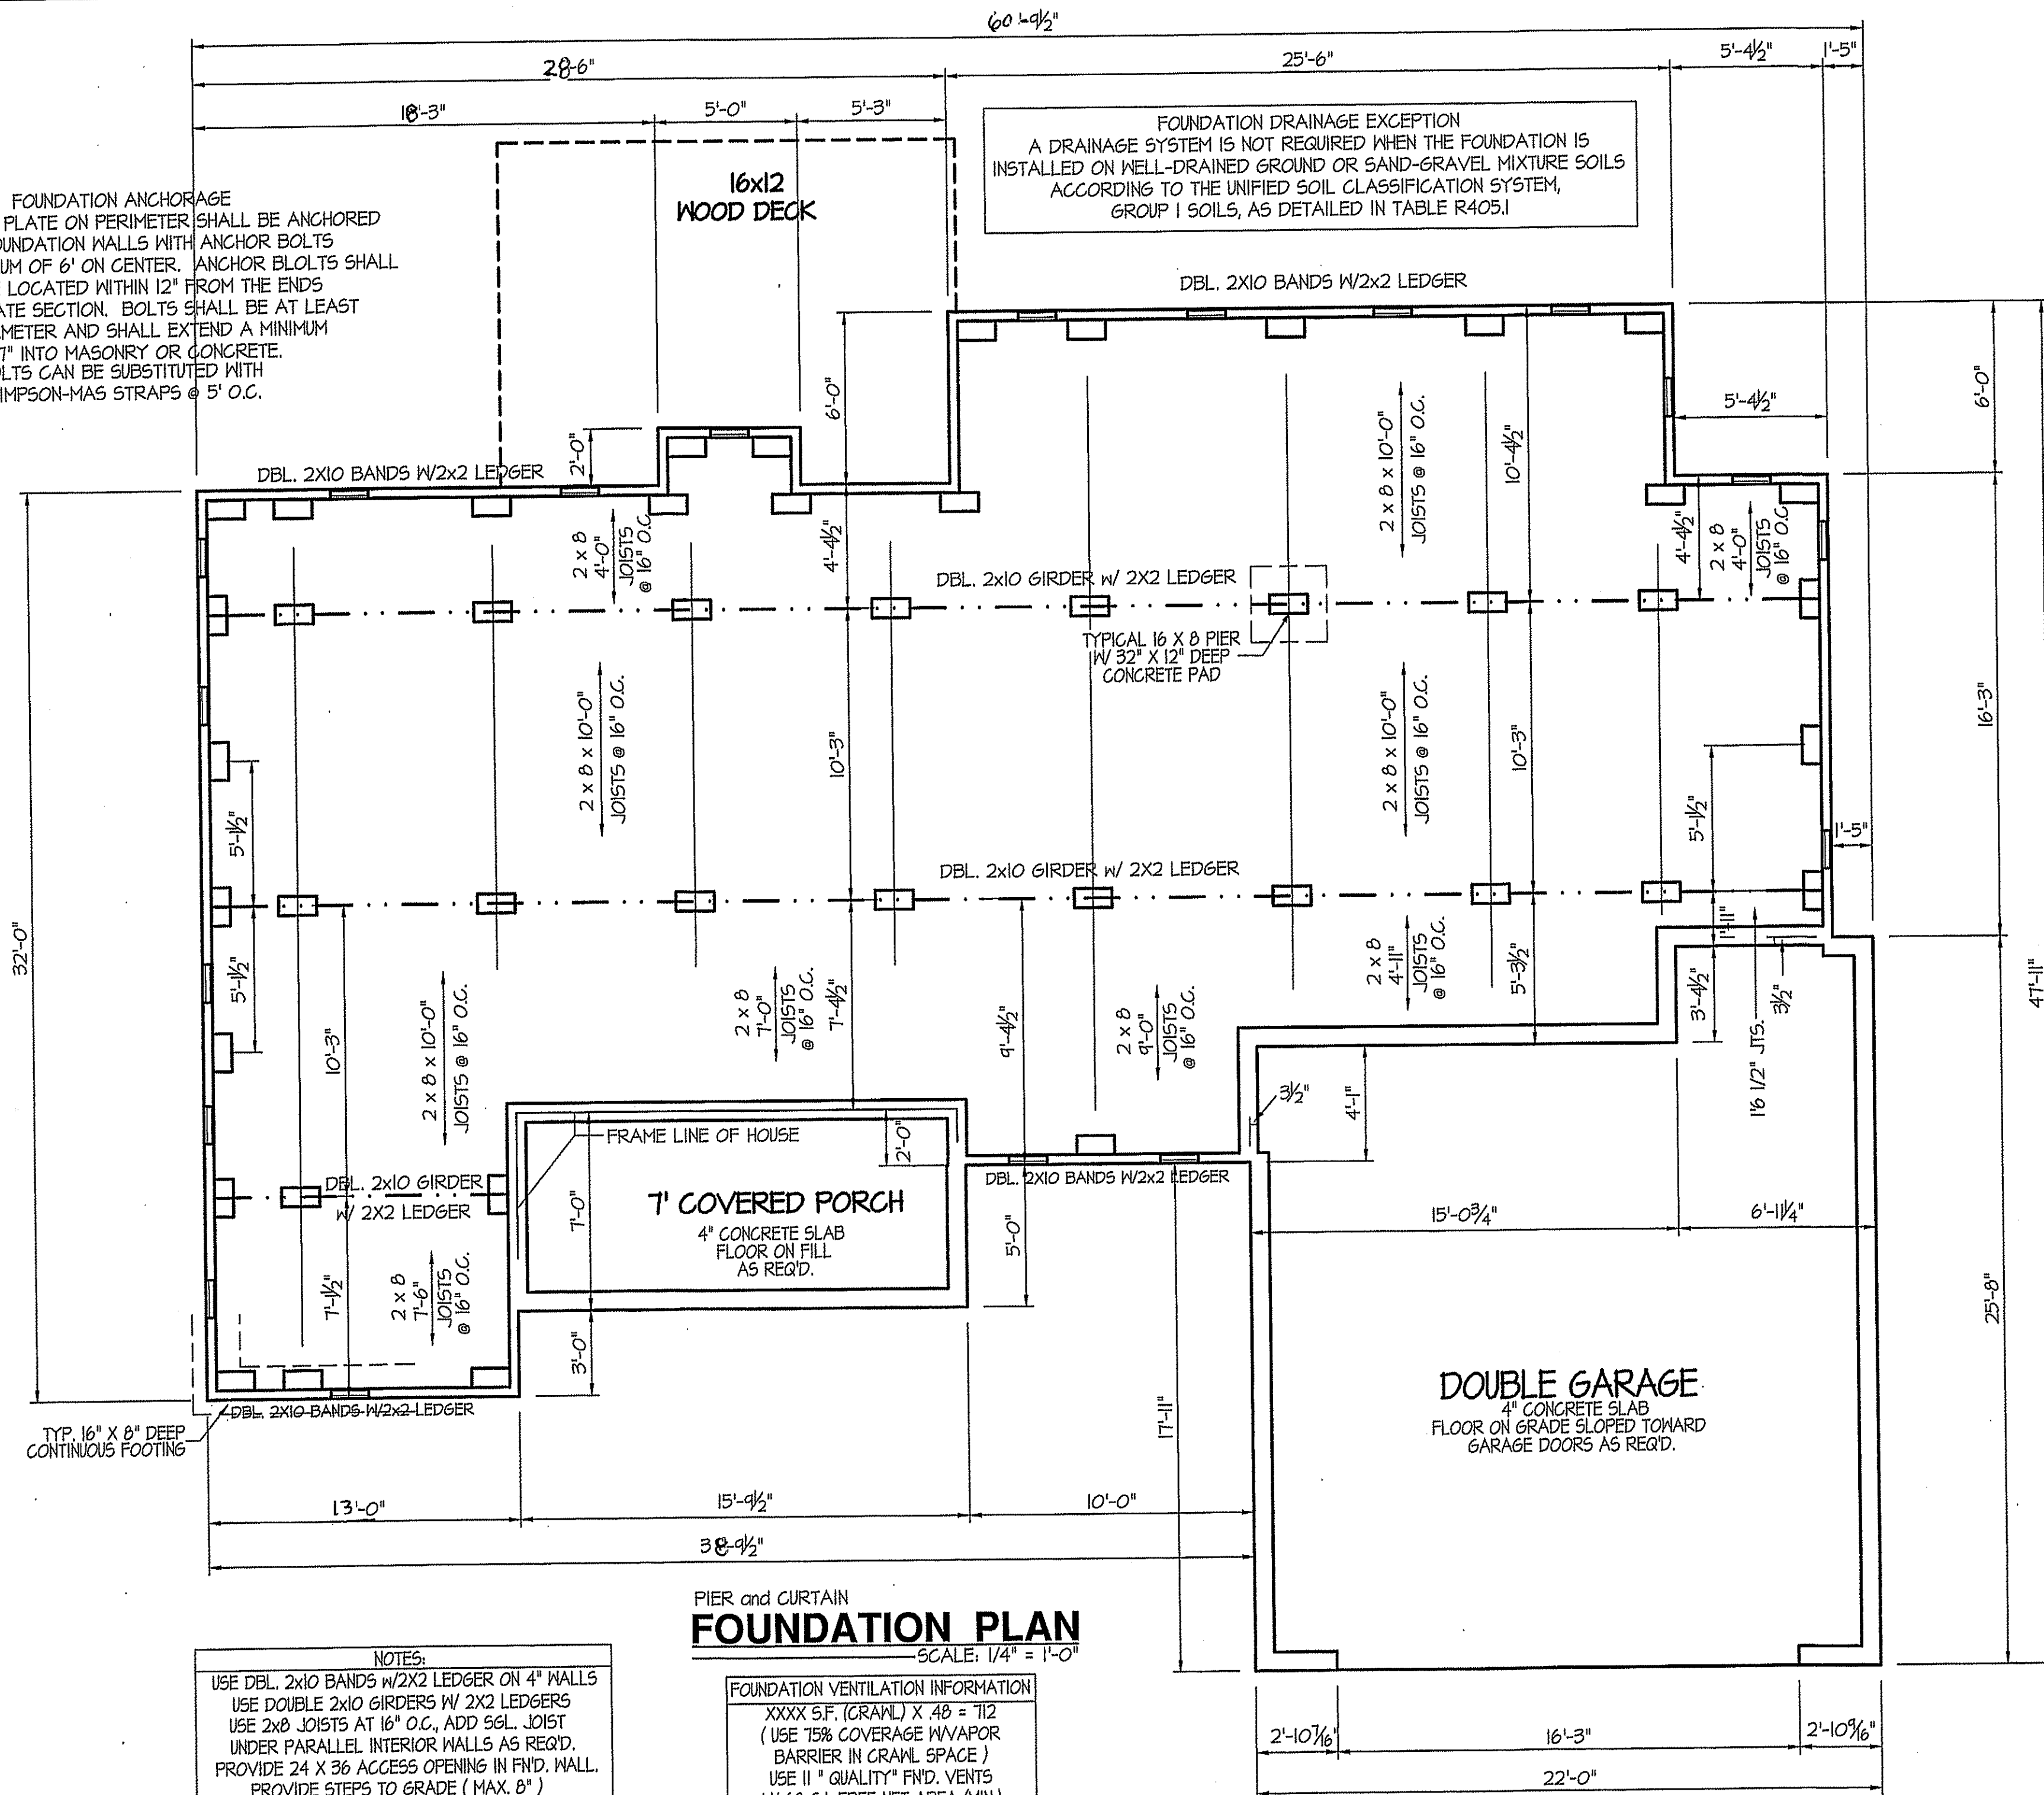 60'-9½"
28'-6"
25'-6"
5'-4½"
1'-5"
18'-3"
5'-0"
5'-3"
FOUNDATION DRAINAGE EXCEPTION
A DRAINAGE SYSTEM IS NOT REQUIRED WHEN THE FOUNDATION IS
INSTALLED ON WELL-DRAINED GROUND OR SAND-GRAVEL MIXTURE SOILS
ACCORDING TO THE UNIFIED SOIL CLASSIFICATION SYSTEM,
GROUP 1 SOILS, AS DETAILED IN TABLE R405.1
16x12
WOOD DECK
FOUNDATION ANCHORAGE
PLATE ON PERIMETER SHALL BE ANCHORED
OUNDATION WALLS WITH ANCHOR BOLTS
UM OF 6' ON CENTER. ANCHOR BLOLTS SHALL
LOCATED WITHIN 12" FROM THE ENDS
ATE SECTION. BOLTS SHALL BE AT LEAST
METER AND SHALL EXTEND A MINIMUM
7" INTO MASONRY OR CONCRETE.
LTS CAN BE SUBSTITUTED WITH
IMPSON-MAS STRAPS @ 5' O.C.
DBL. 2X10 BANDS W/2x2 LEDGER
6'-0"
2'-0"
DBL. 2X10 BANDS W/2x2 LEDGER
2 x 8 x 10'-0"
JOISTS @ 16" O.C.
10'-4½"
5'-4½"
6'-0"
2 x 8
4'-0"
JOISTS
@ 16" O.C.
4'-4½"
4'-4½"
2 x 8
4'-0"
JOISTS
@ 16" O.C.
DBL. 2x10 GIRDER W/ 2X2 LEDGER
TYPICAL 16 X 8 PIER
W/ 32" X 12" DEEP
CONCRETE PAD
2 x 8 x 10'-0"
JOISTS @ 16" O.C.
10'-3"
2 x 8 x 10'-0"
JOISTS @ 16" O.C.
10'-3"
16'-3"
5'-1½"
5'-1½"
1'-5"
DBL. 2x10 GIRDER W/ 2X2 LEDGER
32'-0"
5'-1½"
10'-3"
2 x 8 x 10'-0"
JOISTS @ 16" O.C.
2 x 8
7'-0"
JOISTS
@ 16" O.C.
7'-4½"
9'-4½"
2 x 8
9'-0"
JOISTS
@ 16" O.C.
2 x 8
4'-11"
JOISTS
@ 16" O.C.
5'-3½"
1'-11"
3'-4½"
1'6 1/2" JTS.
3½"
47'-11"
3½"
4'-1"
FRAME LINE OF HOUSE
2'-0"
DBL. 2x10 GIRDER
W/ 2X2 LEDGER
7'-0"
7' COVERED PORCH
4" CONCRETE SLAB
FLOOR ON FILL
AS REQ'D.
DBL. 2X10 BANDS W/2x2 LEDGER
5'-0"
15'-0¾"
6'-11¼"
7'-1½"
2 x 8
7'-6"
JOISTS
@ 16" O.C.
3'-0"
25'-8"
DOUBLE GARAGE
4" CONCRETE SLAB
FLOOR ON GRADE SLOPED TOWARD
GARAGE DOORS AS REQ'D.
17'-11"
DBL. 2X10 BANDS W/2x2 LEDGER
TYP. 16" X 8" DEEP
CONTINUOUS FOOTING
13'-0"
15'-9½"
10'-0"
38'-9½"
PIER and CURTAIN
FOUNDATION PLAN
SCALE: 1/4" = 1'-0"
NOTES:
USE DBL. 2x10 BANDS w/2X2 LEDGER ON 4" WALLS
USE DOUBLE 2x10 GIRDERS W/ 2X2 LEDGERS
USE 2x8 JOISTS AT 16" O.C., ADD SGL. JOIST
UNDER PARALLEL INTERIOR WALLS AS REQ'D.
PROVIDE 24 X 36 ACCESS OPENING IN FN'D. WALL.
PROVIDE STEPS TO GRADE ( MAX. 8" )
FOUNDATION VENTILATION INFORMATION
XXXX S.F. (CRAWL) X .48 = 712
( USE 75% COVERAGE W/VAPOR
BARRIER IN CRAWL SPACE )
USE 11 " QUALITY" FN'D. VENTS
2'-10 7/16"
16'-3"
2'-10 9/16"
22'-0"